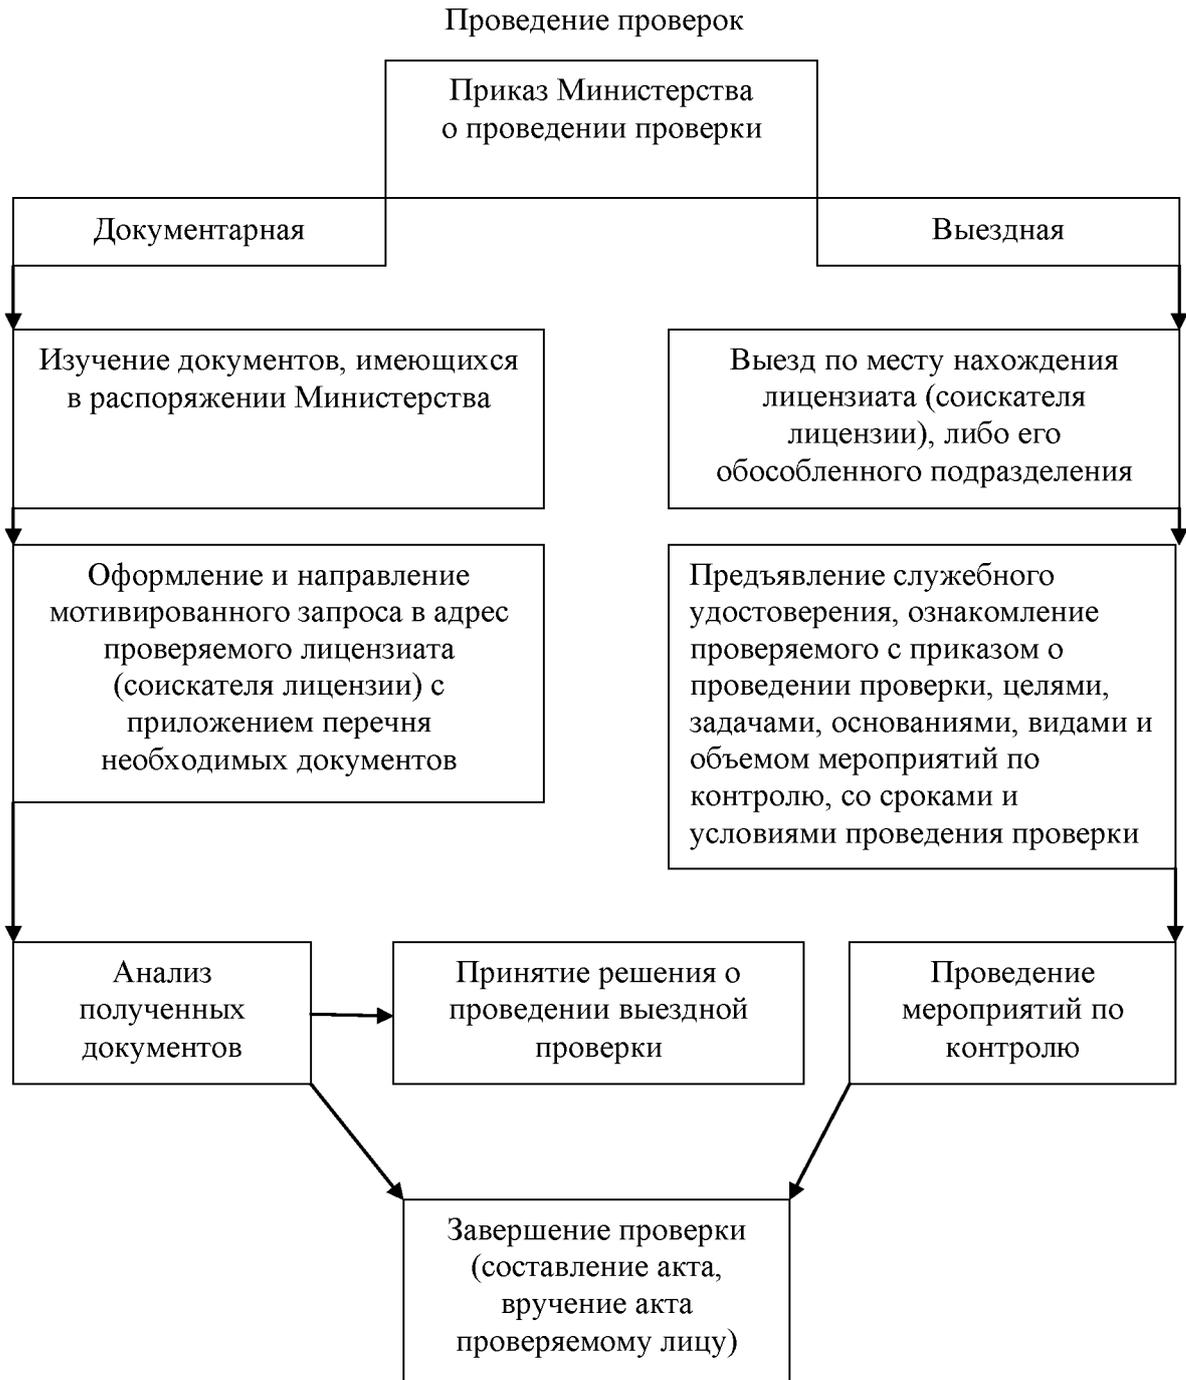 Проведение проверок
Приказ Министерства
о проведении проверки
Документарная
Выездная
Изучение документов, имеющихся
в распоряжении Министерства
Выезд по месту нахождения
лицензиата (соискателя
лицензии), либо его
обособленного подразделения
Оформление и направление
мотивированного запроса в адрес
проверяемого лицензиата
(соискателя лицензии) с
приложением перечня
необходимых документов
Предъявление служебного
удостоверения, ознакомление
проверяемого с приказом о
проведении проверки, целями,
задачами, основаниями, видами и
объемом мероприятий по
контролю, со сроками и
условиями проведения проверки
Анализ
полученных
документов
Принятие решения о
проведении выездной
проверки
Проведение
мероприятий по
контролю
Завершение проверки
(составление акта,
вручение акта
проверяемому лицу)